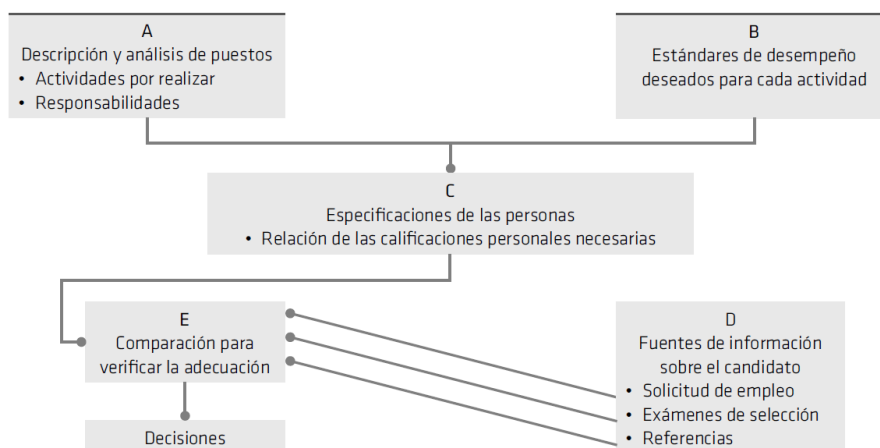 A
Descripción y análisis de puestos
• Actividades por realizar
• Responsabilidades
B
Estándares de desempeño
deseados para cada actividad
C
Especificaciones de las personas
• Relación de las calificaciones personales necesarias
E
Comparación para
verificar la adecuación
D
Fuentes de información
sobre el candidato
• Solicitud de empleo
• Exámenes de selección
• Referencias
Decisiones